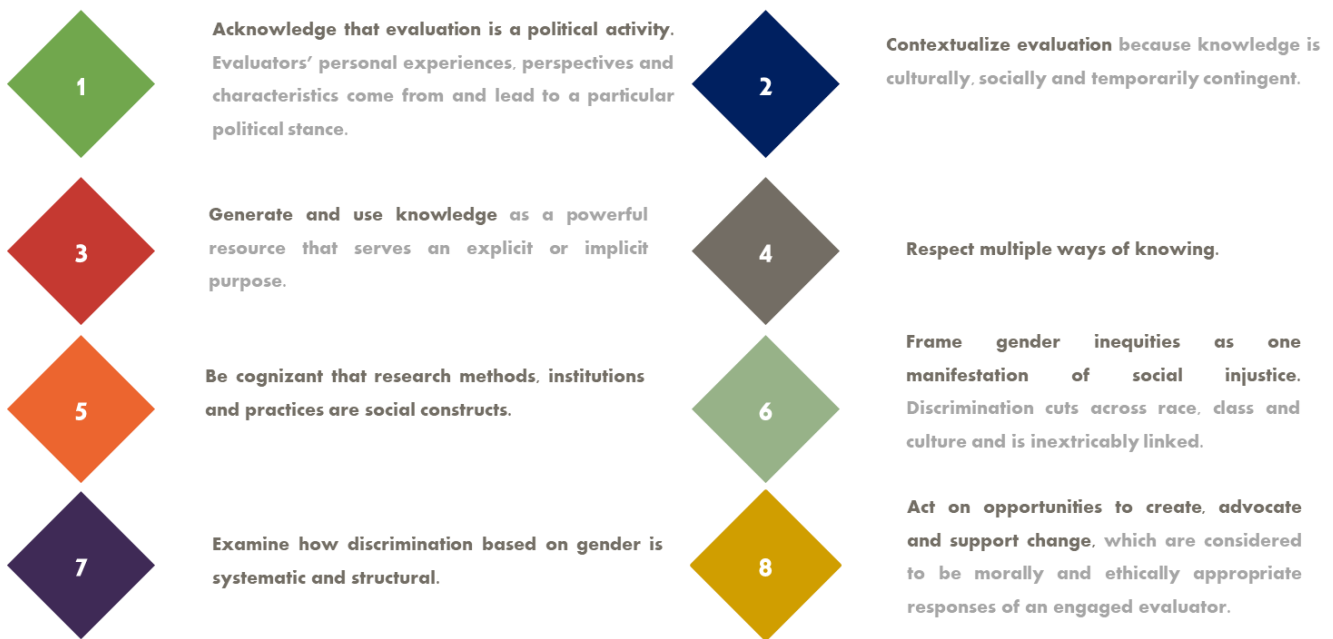 1
Acknowledge that evaluation is a political activity.
Evaluators' personal experiences, perspectives and
characteristics come from and lead to a particular
political stance.
2
Contextualize evaluation because knowledge is
culturally, socially and temporarily contingent.
3
Generate and use knowledge as a powerful
resource that serves an explicit or implicit
purpose.
4
Respect multiple ways of knowing.
5
Be cognizant that research methods, institutions
and practices are social constructs.
6
Frame gender inequities as one
manifestation of social injustice.
Discrimination cuts across race, class and
culture and is inextricably linked.
7
Examine how discrimination based on gender is
systematic and structural.
8
Act on opportunities to create, advocate
and support change, which are considered
to be morally and ethically appropriate
responses of an engaged evaluator.